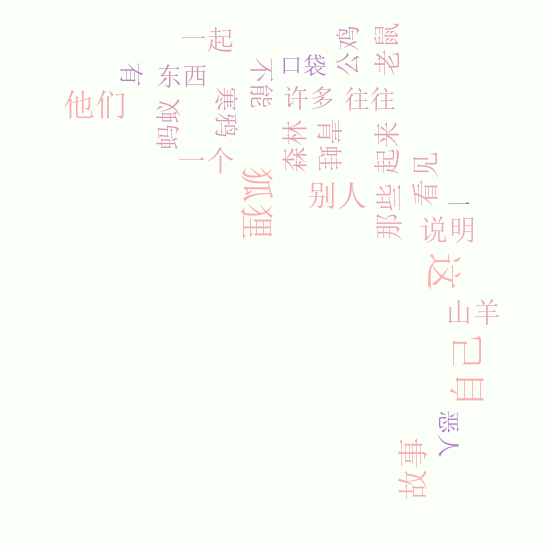 一起
公鸡
老鼠
口袋
有
东西
不能
他们
蚂蚁
寒鸦
许多
往往
一个
森林
青蛙
起来
看见
狐狸
别人
那些
一
说明
这
山羊
自己
恶人
故事